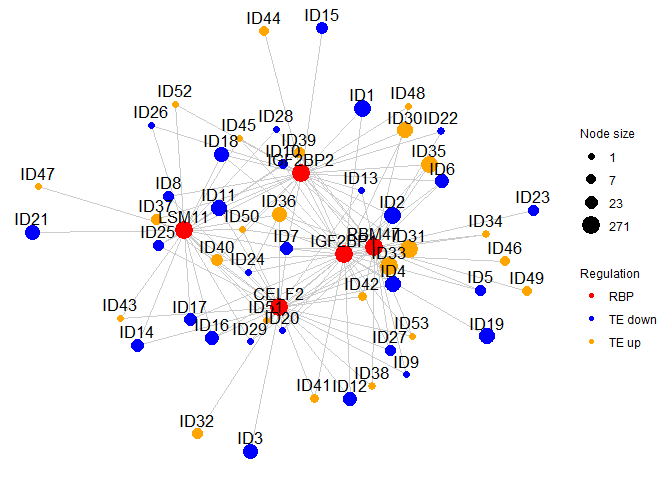 ID44
ID15
ID52
ID1
ID48
ID26
ID28
ID30
ID22
ID45
ID18
ID39
ID10
IGF2BP2
ID35
ID6
ID47
ID8
ID13
ID11
ID36
ID2
ID23
ID21
ID37
LSM11
ID50
ID34
ID25
ID7
IGF2BP1
RBM47
ID31
ID40
ID24
ID33
ID4
ID46
ID5
ID49
ID43
ID17
CELF2
ID42
ID51
ID20
ID14
ID16
ID29
ID27
ID53
ID19
ID9
ID41
ID12
ID38
ID32
ID3
Node size
1
7
23
271
Regulation
RBP
TE down
TE up